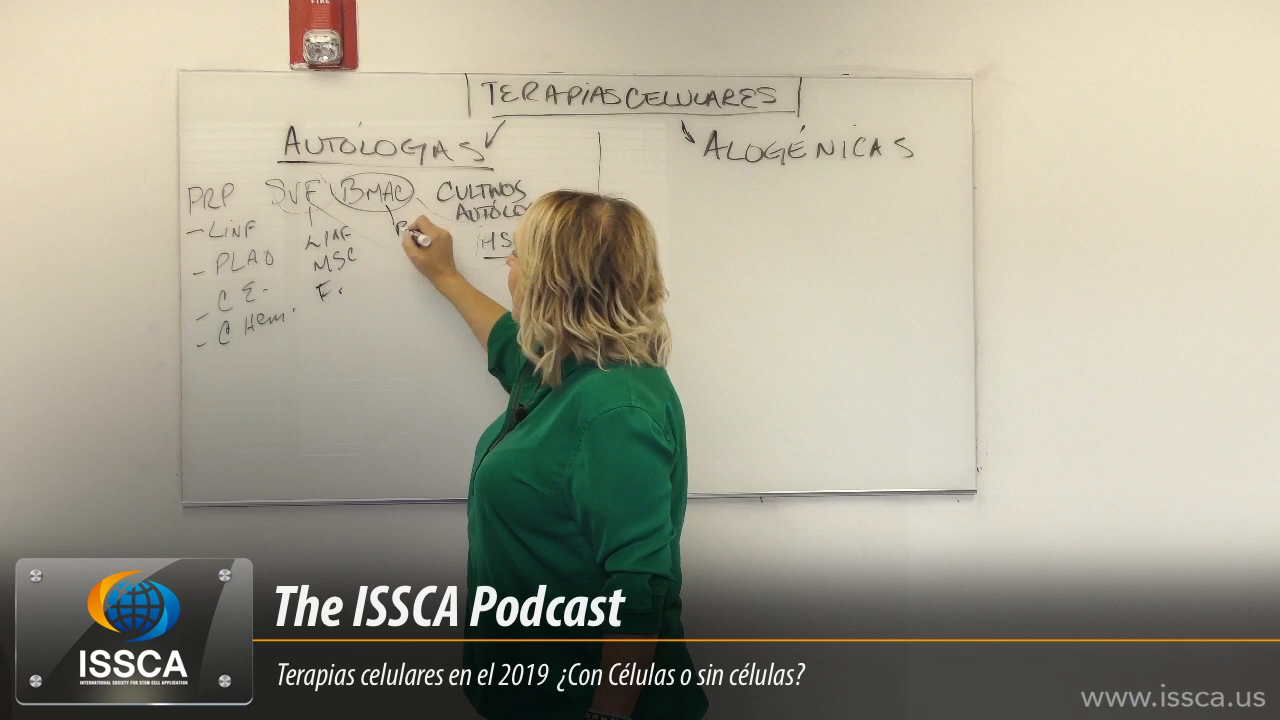 FIRE
TERAPIAS CELULARES
AUTÓLOGAS
ALOGÉNICAS
PRP
SVF
BMAC
CULTIVOS
- LINF
LINF
- PLAQ
MSC
- C E.
- C Hem.
The ISSCA Podcast
ISSCA
INTERNATIONAL SOCIETY FOR STEM CELL APPLICATION
Terapias celulares en el 2019 ¿Con Células o sin células?
www.issca.us